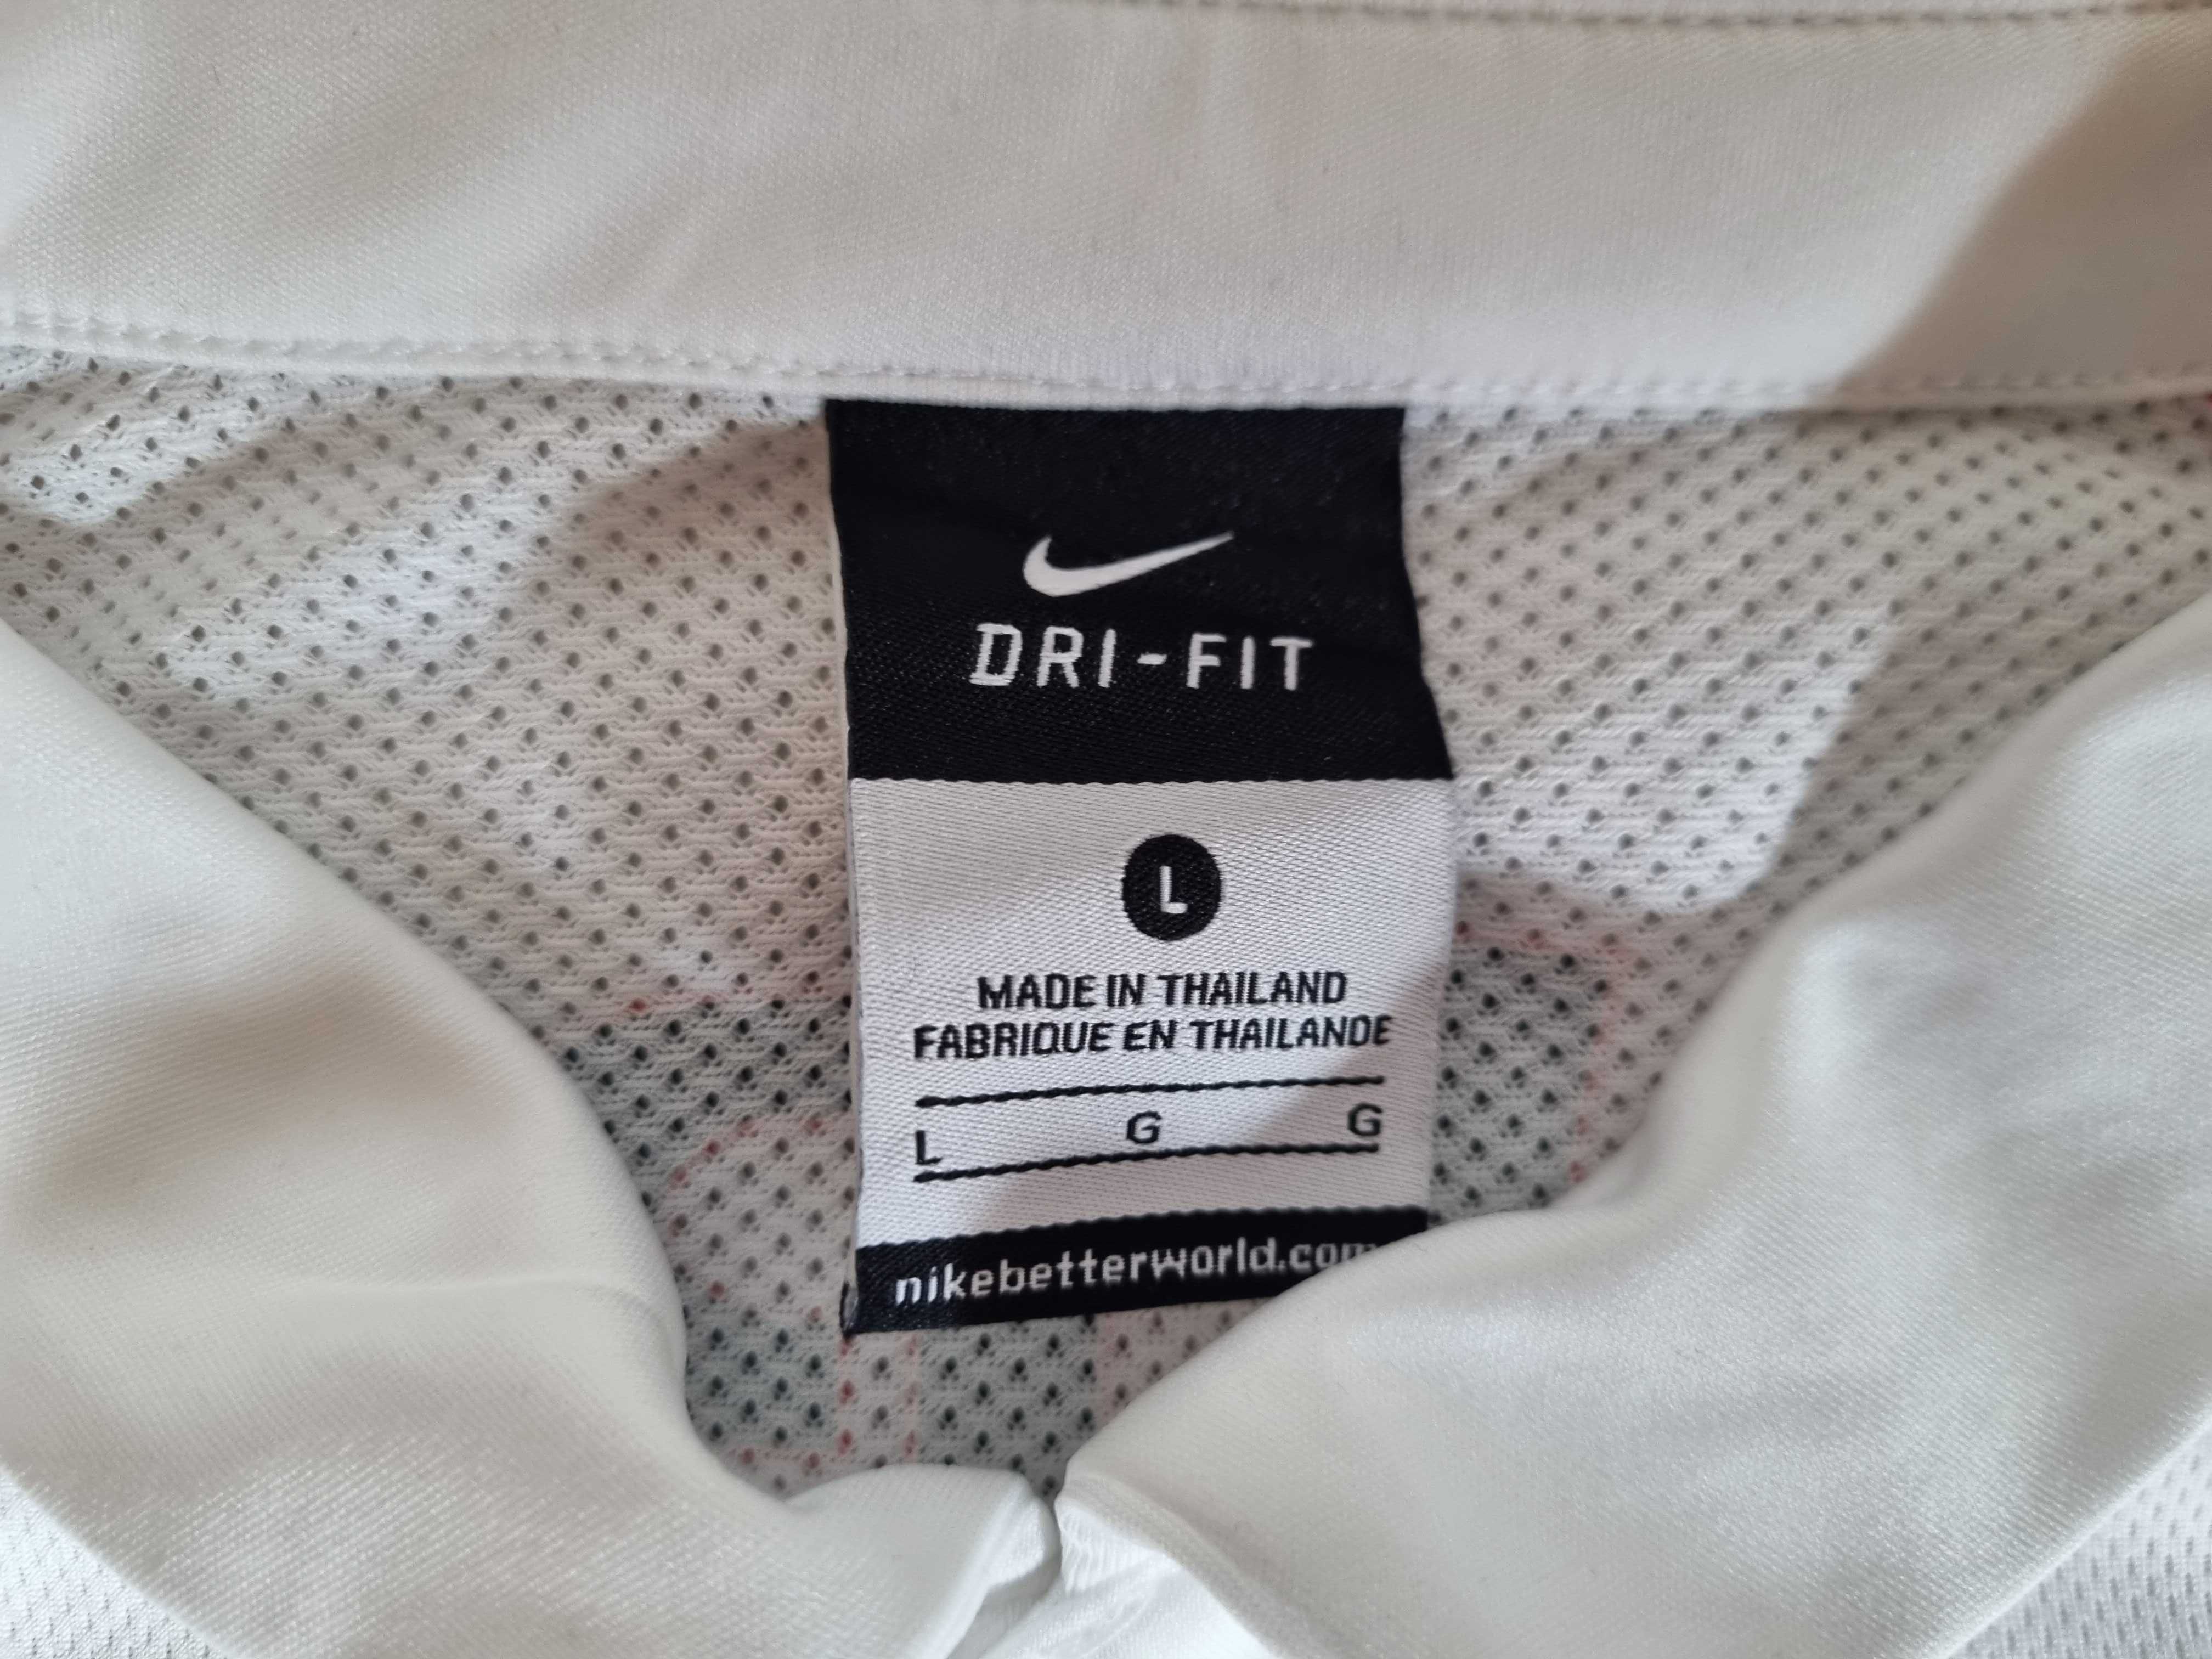 DRI-FIT
L
MADE IN THAILAND
FABRIQUE EN THAILANDE
L G G
nikebetterworld.com